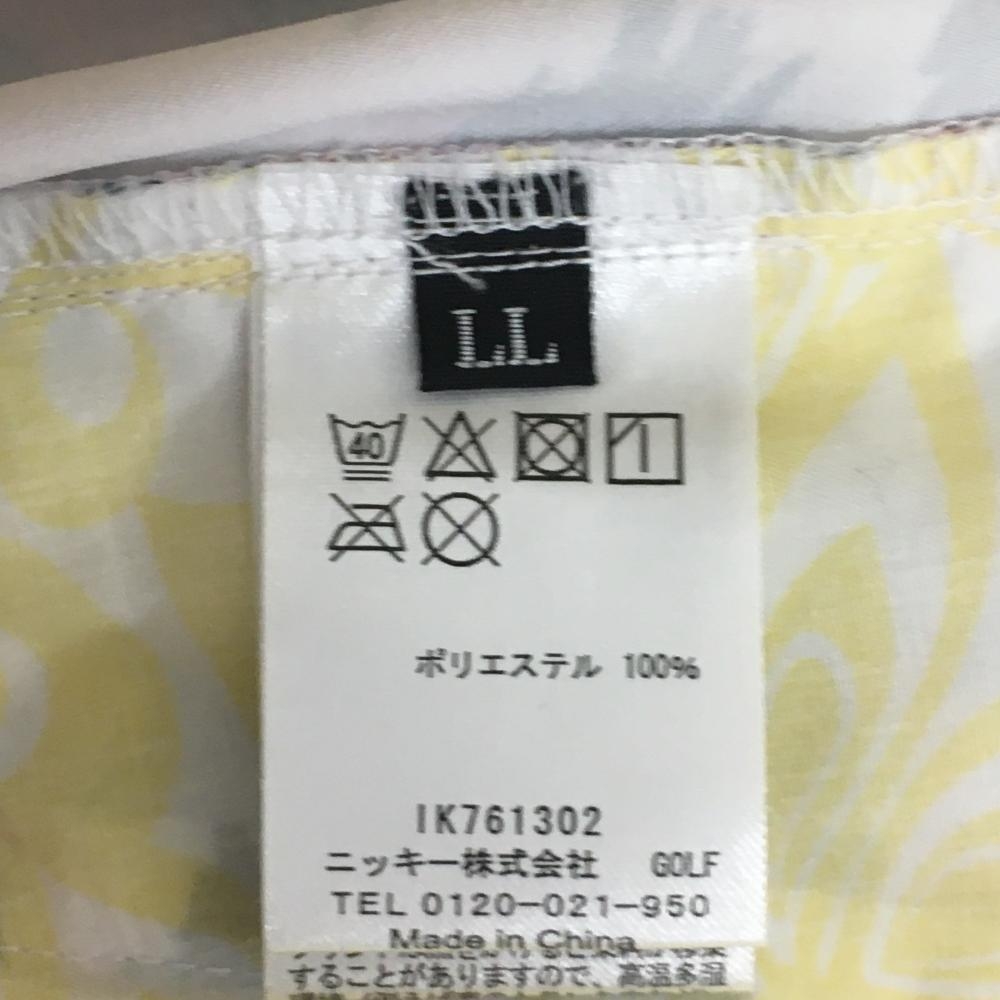 LL
40
ポリエステル 100%
IK761302
ニッキー株式会社 GOLF
TEL 0120-021-950
Made in China
することがありますので、高温多湿